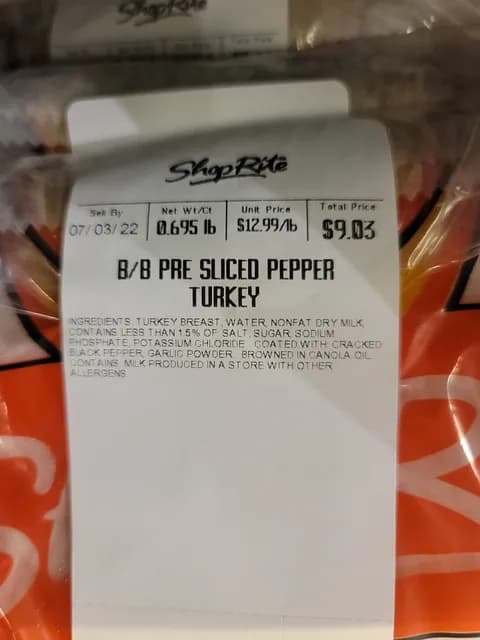 ShopRite
ShopRite
Sell By Net Wt/Ct Unit Price Total Price
07/03/22 0.695 lb $12.99/lb $9.03
B/B PRE SLICED PEPPER
TURKEY
INGREDIENTS: TURKEY BREAST, WATER, NONFAT DRY MILK,
CONTAINS LESS THAN 1.5% OF SALT, SUGAR, SODIUM
PHOSPHATE, POTASSIUM CHLORIDE. COATED WITH: CRACKED
BLACK PEPPER, GARLIC POWDER. BROWNED IN CANOLA OIL.
CONTAINS: MILK PRODUCED IN A STORE WITH OTHER
ALLERGENS